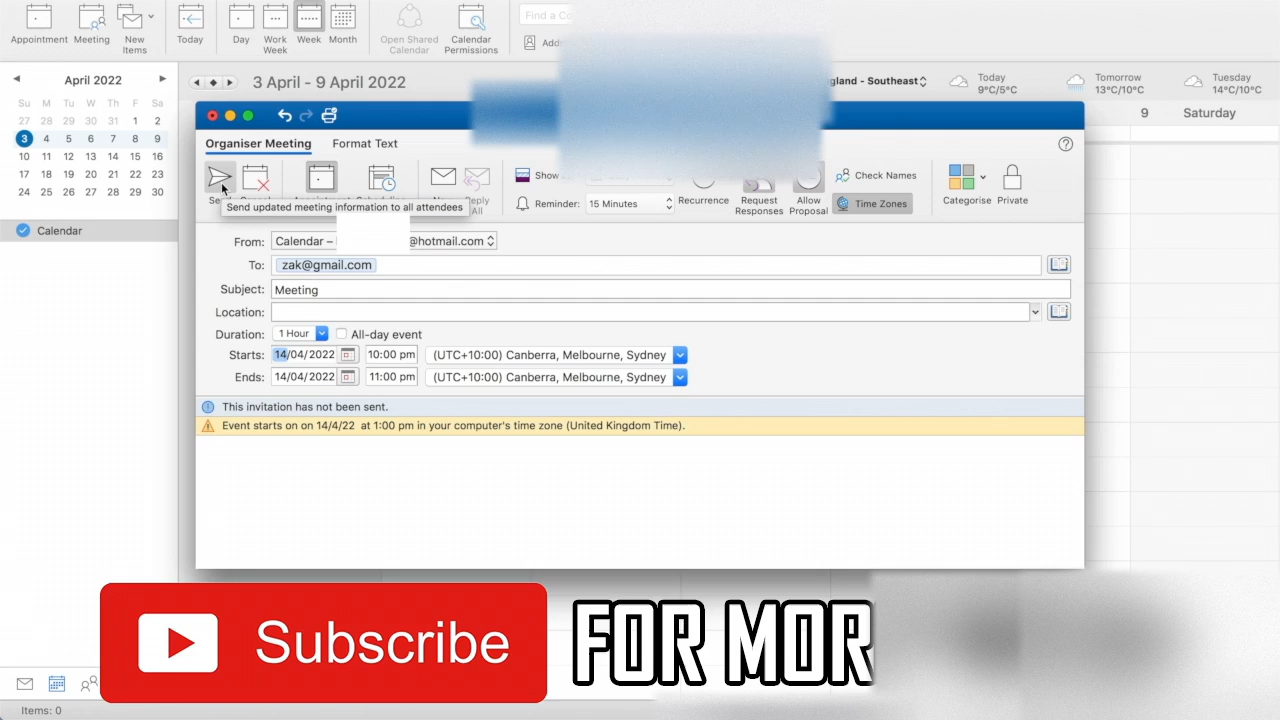 Appointment
Meeting
New
Items
Today
Day
Work
Week
Week
Month
Open Shared
Calendar
Calendar
Permissions
Find a Co
April 2022
3 April - 9 April 2022
Today
9°C/5°C
Tomorrow
13°C/10°C
Tuesday
14°C/10°C
Su Mo Tu We Th Fr Sa
27 28 29 30 31 1 2
3 4 5 6 7 8 9
10 11 12 13 14 15 16
17 18 19 20 21 22 23
24 25 26 27 28 29 30
9 Saturday
Calendar
Organiser Meeting
Format Text
Reminder: 15 Minutes
Recurrence
Request
Responses
Allow
Proposal
Check Names
Time Zones
Categorise
Private
Send updated meeting information to all attendees
From: Calendar – @hotmail.com
To: zak@gmail.com
Subject: Meeting
Location:
Duration: 1 Hour All-day event
Starts: 14/04/2022 10:00 pm (UTC+10:00) Canberra, Melbourne, Sydney
Ends: 14/04/2022 11:00 pm (UTC+10:00) Canberra, Melbourne, Sydney
This invitation has not been sent.
Event starts on on 14/4/22 at 1:00 pm in your computer's time zone (United Kingdom Time).
Subscribe
FOR MOR
Items: 0